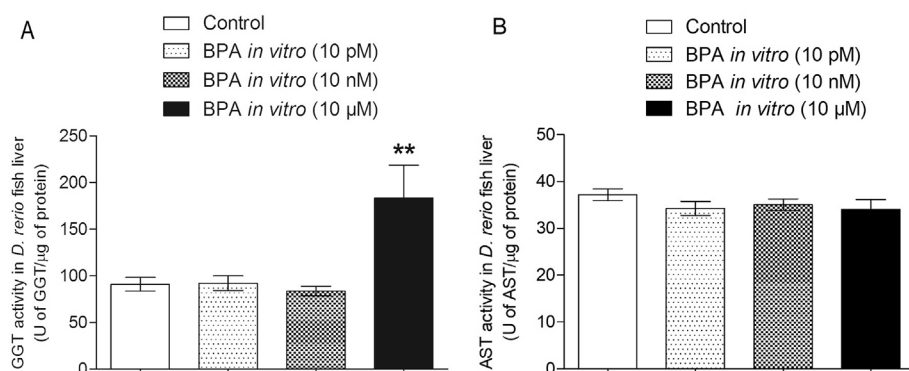 A
Control
BPA in vitro (10 pM)
BPA in vitro (10 nM)
BPA in vitro (10 µM)
GGT activity in D. rerio fish liver
(U of GGT/µg of protein)
250
200
150
100
50
0
**
B
Control
BPA in vitro (10 pM)
BPA in vitro (10 nM)
BPA in vitro (10 µM)
AST activity in D. rerio fish liver
(U of AST/µg of protein)
50
40
30
20
10
0